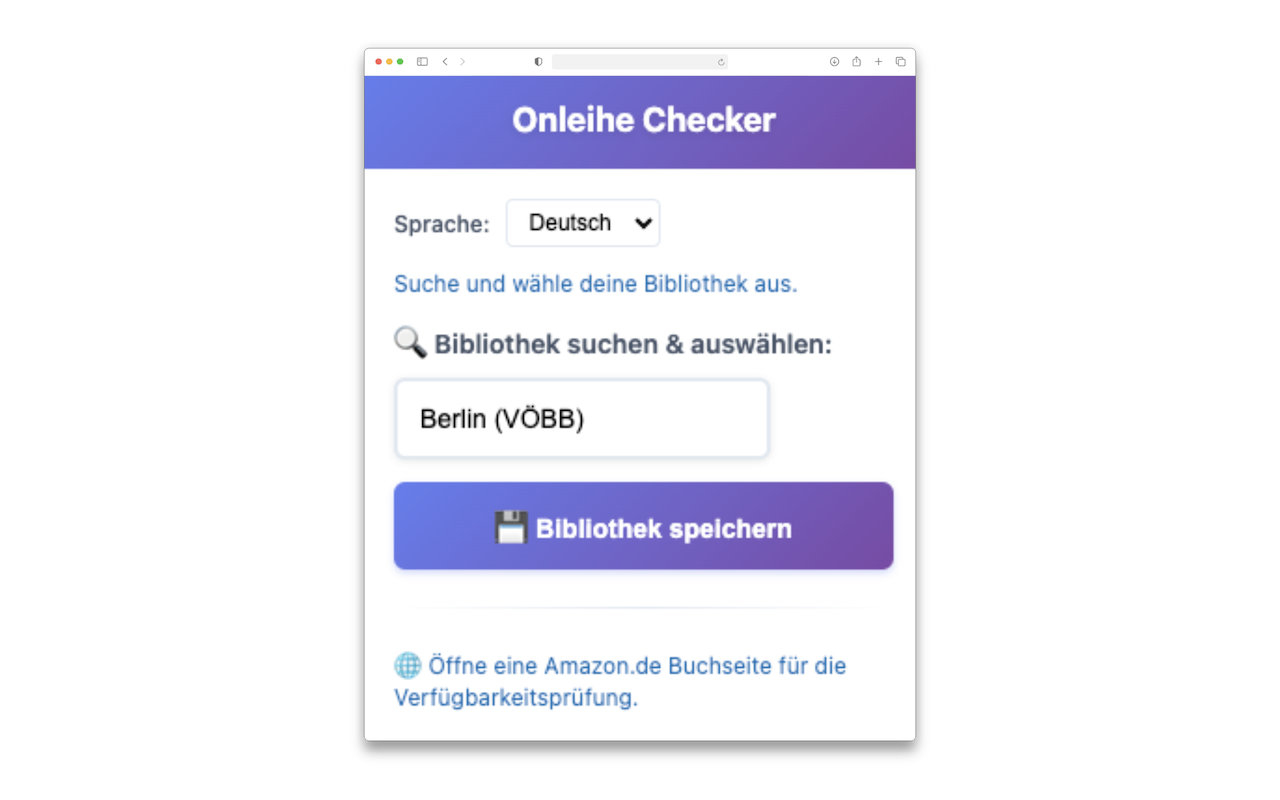 Onleihe Checker
Sprache: Deutsch
Suche und wähle deine Bibliothek aus.
🔍 Bibliothek suchen & auswählen:
Berlin (VÖBB)
💾 Bibliothek speichern
🌐 Öffne eine Amazon.de Buchseite für die
Verfügbarkeitsprüfung.